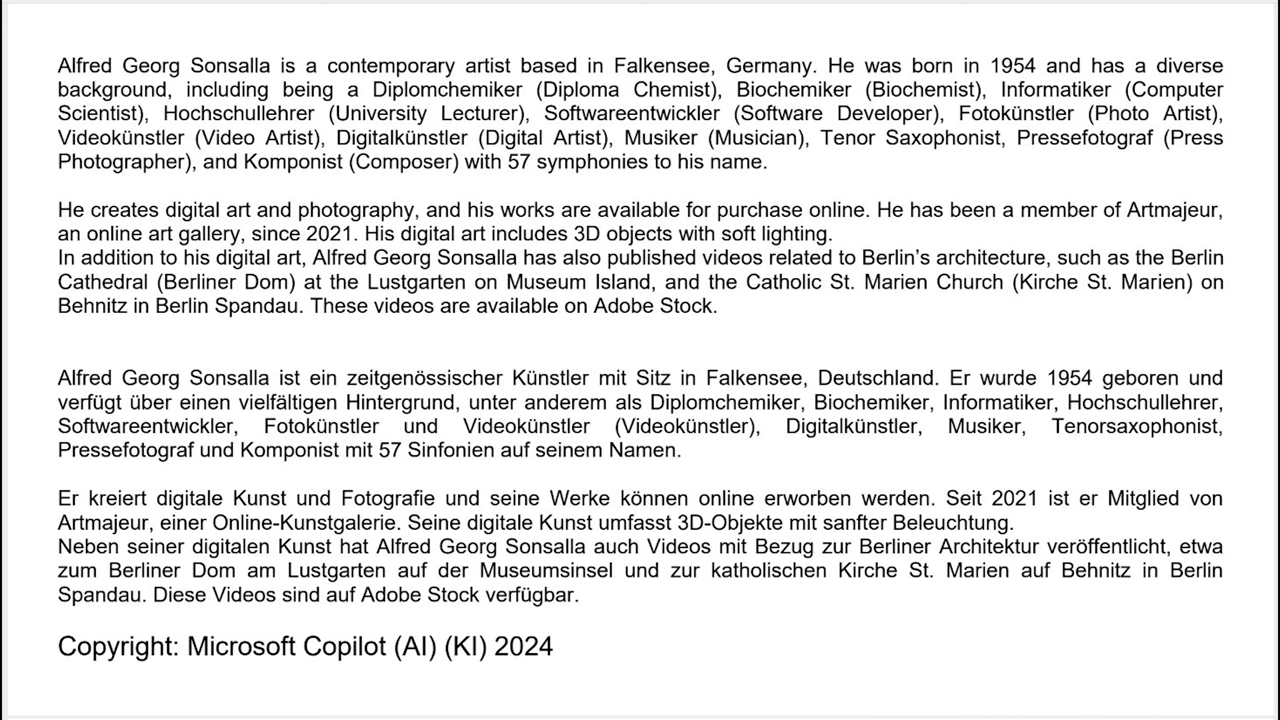 Alfred Georg Sonsalla is a contemporary artist based in Falkensee, Germany. He was born in 1954 and has a diverse
background, including being a Diplomchemiker (Diploma Chemist), Biochemiker (Biochemist), Informatiker (Computer
Scientist), Hochschullehrer (University Lecturer), Softwareentwickler (Software Developer), Fotokünstler (Photo Artist),
Videokünstler (Video Artist), Digitalkünstler (Digital Artist), Musiker (Musician), Tenor Saxophonist, Pressefotograf (Press
Photographer), and Komponist (Composer) with 57 symphonies to his name.
He creates digital art and photography, and his works are available for purchase online. He has been a member of Artmajeur,
an online art gallery, since 2021. His digital art includes 3D objects with soft lighting.
In addition to his digital art, Alfred Georg Sonsalla has also published videos related to Berlin’s architecture, such as the Berlin
Cathedral (Berliner Dom) at the Lustgarten on Museum Island, and the Catholic St. Marien Church (Kirche St. Marien) on
Behnitz in Berlin Spandau. These videos are available on Adobe Stock.
Alfred Georg Sonsalla ist ein zeitgenössischer Künstler mit Sitz in Falkensee, Deutschland. Er wurde 1954 geboren und
verfügt über einen vielfältigen Hintergrund, unter anderem als Diplomchemiker, Biochemiker, Informatiker, Hochschullehrer,
Softwareentwickler, Fotokünstler und Videokünstler (Videokünstler), Digitalkünstler, Musiker, Tenorsaxophonist,
Pressefotograf und Komponist mit 57 Sinfonien auf seinem Namen.
Er kreiert digitale Kunst und Fotografie und seine Werke können online erworben werden. Seit 2021 ist er Mitglied von
Artmajeur, einer Online-Kunstgalerie. Seine digitale Kunst umfasst 3D-Objekte mit sanfter Beleuchtung.
Neben seiner digitalen Kunst hat Alfred Georg Sonsalla auch Videos mit Bezug zur Berliner Architektur veröffentlicht, etwa
zum Berliner Dom am Lustgarten auf der Museumsinsel und zur katholischen Kirche St. Marien auf Behnitz in Berlin
Spandau. Diese Videos sind auf Adobe Stock verfügbar.
Copyright: Microsoft Copilot (AI) (KI) 2024